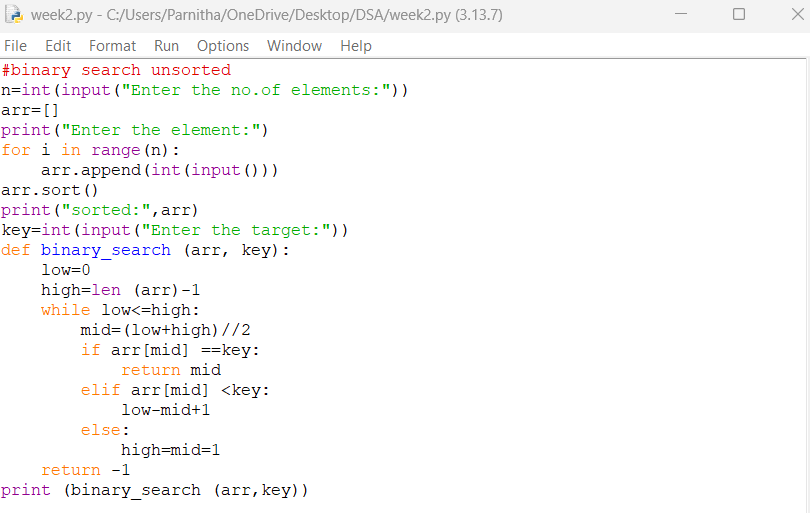 week2.py - C:/Users/Parnitha/OneDrive/Desktop/DSA/week2.py (3.13.7)
File Edit Format Run Options Window Help
#binary search unsorted
n=int(input("Enter the no.of elements:"))
arr=[]
print("Enter the element:")
for i in range(n):
    arr.append(int(input()))
arr.sort()
print("sorted:",arr)
key=int(input("Enter the target:"))
def binary_search (arr, key):
    low=0
    high=len (arr)-1
    while low<=high:
        mid=(low+high)//2
        if arr[mid] ==key:
            return mid
        elif arr[mid] <key:
            low-mid+1
        else:
            high=mid=1
    return -1
print (binary_search (arr,key))